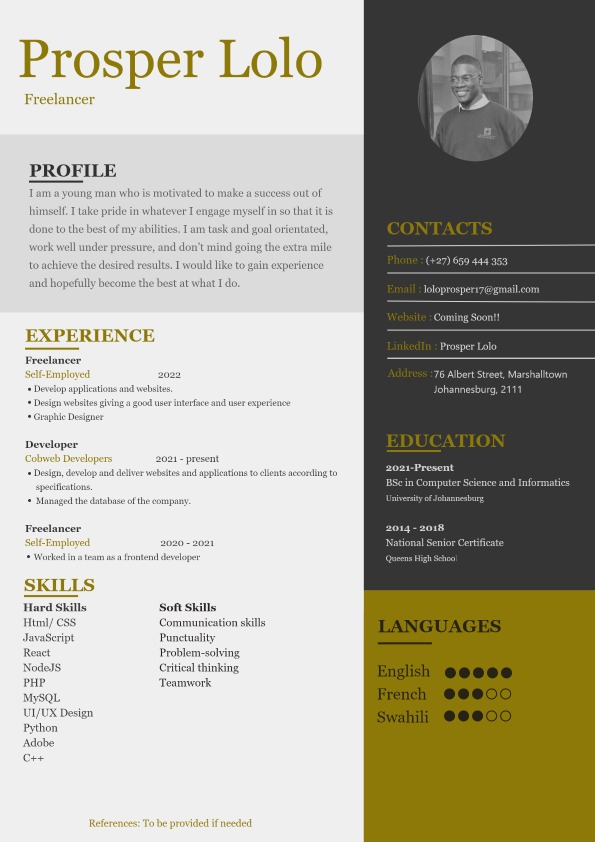 Prosper Lolo
Freelancer
PROFILE
I am a young man who is motivated to make a success out of
himself. I take pride in whatever I engage myself in so that it is
done to the best of my abilities. I am task and goal orientated,
work well under pressure, and don't mind going the extra mile
to achieve the desired results. I would like to gain experience
and hopefully become the best at what I do.
EXPERIENCE
Freelancer
Self-Employed 2022
• Develop applications and websites.
• Design websites giving a good user interface and user experience
• Graphic Designer
Developer
Cobweb Developers 2021 - present
• Design, develop and deliver websites and applications to clients according to
specifications.
• Managed the database of the company.
Freelancer
Self-Employed 2020 - 2021
• Worked in a team as a frontend developer
SKILLS
Hard Skills
Html/ CSS
JavaScript
React
NodeJS
PHP
MySQL
UI/UX Design
Python
Adobe
C++
Soft Skills
Communication skills
Punctuality
Problem-solving
Critical thinking
Teamwork
References: To be provided if needed
CONTACTS
Phone : (+27) 659 444 353
Email : loloprosper17@gmail.com
Website : Coming Soon!!
LinkedIn : Prosper Lolo
Address : 76 Albert Street, Marshalltown
Johannesburg, 2111
EDUCATION
2021-Present
BSc in Computer Science and Informatics
University of Johannesburg
2014 - 2018
National Senior Certificate
Queens High School
LANGUAGES
English
French
Swahili